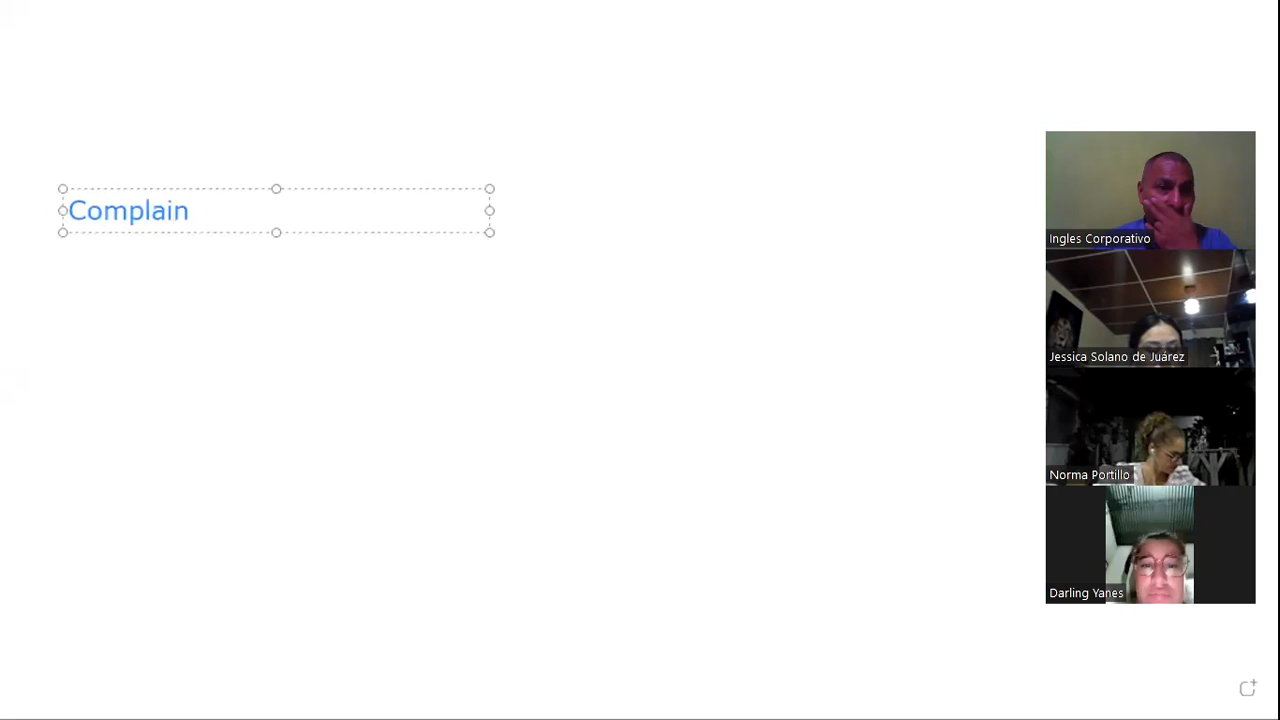 Complain
Ingles Corporativo
Jessica Solano de Juárez
Norma Portillo
Darling Yanes